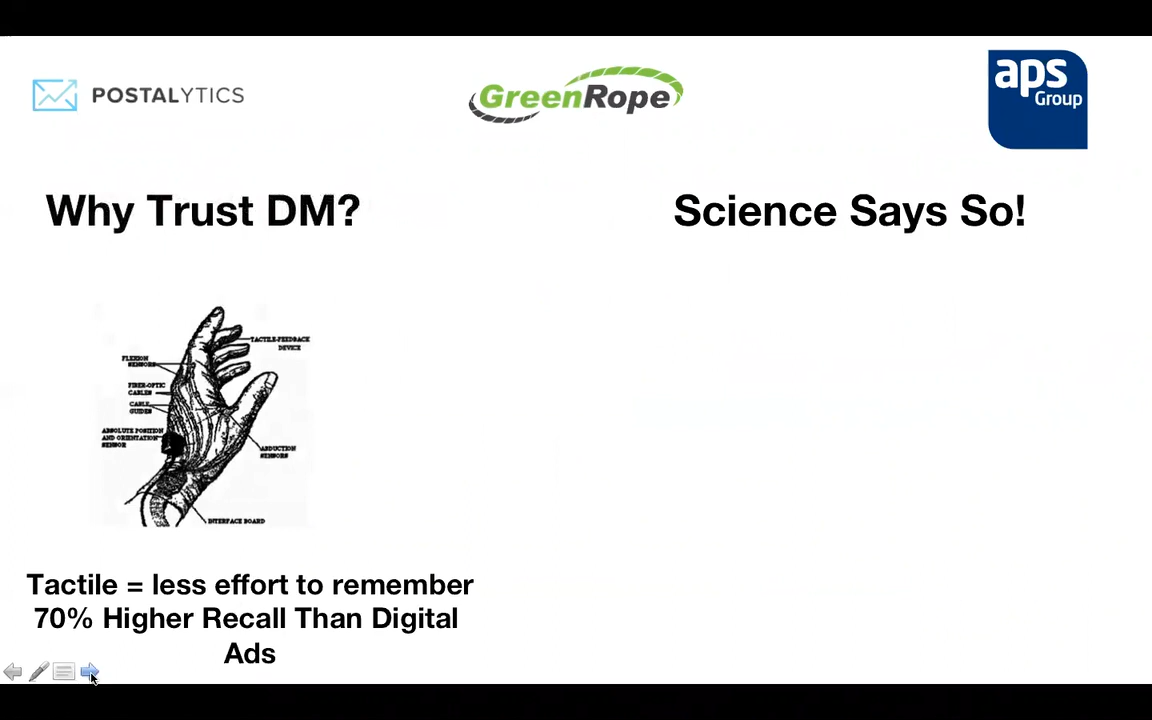 POSTALYTICS
GreenRope
aps
Group
Why Trust DM?
Science Says So!
TACTILE-FEEDBACK
DEVICE
FLEXION
SENSORS
FIBER-OPTIC
CABLES
CABLE
GUIDES
ABSOLUTE POSITION
AND ORIENTATION
SENSOR
ABDUCTION
SENSORS
INTERFACE BOARD
Tactile = less effort to remember
70% Higher Recall Than Digital
Ads